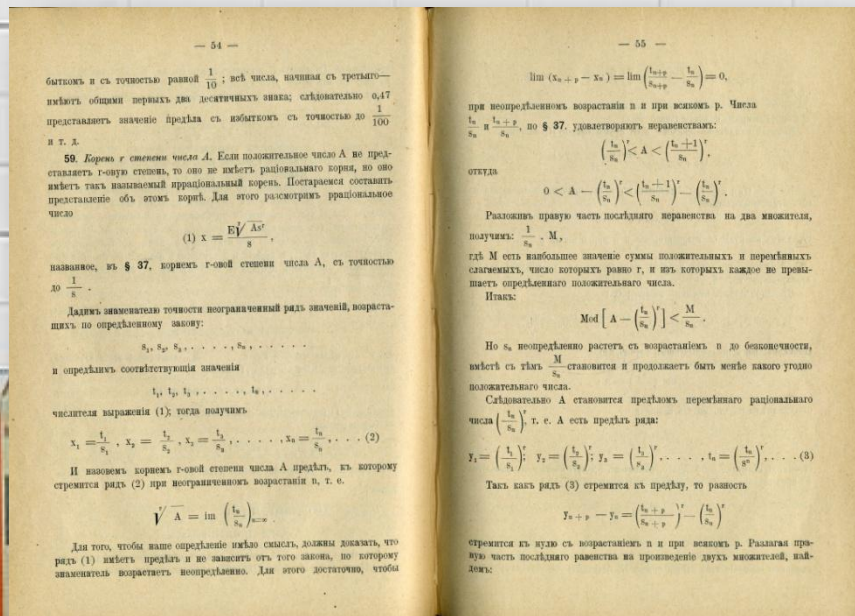 — 54 —
бытком и съ точностью равной 1/10 ; всѣ числа, начиная съ третьяго—
имѣютъ общими первыхъ два десятичныхъ знака; слѣдовательно 0,47
представляетъ значеніе предѣла съ избыткомъ съ точностью до 1/100
и т. д.
59. Корень r степени числа A. Если положительное число A не пред-
ставляетъ r-овую степень, то оно не имѣетъ раціональнаго корня, но оно
имѣетъ такъ называемый ирраціональный корень. Постараемся составить
представленіе объ этомъ корнѣ. Для этого разсмотримъ рраціональное
число
(1) x = E√[r]{As^r} / s ,
названное, въ § 37, корнемъ r-овой степени числа A, съ точностью
до 1/s .
Дадимъ знаменателю точности неограниченный рядъ значеній, возраста-
щихъ по опредѣленному закону:
s₁, s₂, s₃ , . . . . , sₙ , . . . . . .
и опредѣлимъ соотвѣтствующія значенія
t₁, t₂, t₃ , . . . . . , tₙ , . . . . . .
числителя выраженія (1); тогда получимъ
x₁ = t₁/s₁ , x₂ = t₂/s₂ , x₂ = t₃/s₃ , . . . . . , xₙ = tₙ/sₙ , . . . . (2)
И назовемъ корнемъ r-овой степени числа A предѣлъ, къ которому
стремится рядъ (2) при неограниченномъ возрастаніи n, т. е.
√[r]{A} = im (tₙ/sₙ)
Для того, чтобы наше опредѣленіе имѣло смыслъ, должны доказать, что
рядъ (1) имѣетъ предѣлъ и не зависитъ отъ того закона, по которому
знаменатель возрастаетъ неопредѣленно. Для этого достаточно, чтобы
— 55 —
lim (xₙ₊ₚ — xₙ) = lim (tₙ₊ₚ/sₙ₊ₚ — tₙ/sₙ) = 0,
при неопредѣленномъ возрастаніи n и при всякомъ p. Числа
tₙ/sₙ и tₙ₊ₚ/sₙ , по § 37. удовлетворяютъ неравенствамъ:
(tₙ/sₙ)^r < A < ((tₙ + 1)/sₙ)^r ,
откуда
0 < A — (tₙ/sₙ)^r < ((tₙ + 1)/sₙ)^r — (tₙ/sₙ)^r .
Разложивъ правую часть послѣдняго неравенства на два множителя,
получимъ: 1/sₙ . M ,
гдѣ M есть наибольшее значеніе суммы положительныхъ и перемѣнныхъ
слагаемыхъ, число которыхъ равно r, и изъ которыхъ каждое не превы-
шаетъ опредѣленнаго положительнаго числа.
Итакъ:
Mod [ A — (tₙ/sₙ)^r ] < M/sₙ .
Но sₙ неопредѣленно растетъ съ возрастаніемъ n до безконечности,
вмѣстѣ съ тѣмъ M/sₙ становится и продолжаетъ быть менѣе какого угодно
положительнаго числа.
Слѣдовательно A становится предѣломъ перемѣннаго раціональнаго
числа (tₙ/sₙ)^r , т. е. A есть предѣлъ ряда:
y₁ = (t₁/s₁)^r ; y₂ = (t₂/s₂)^r ; y₃ = (t₃/s₃)^r , . . . . , tₙ = (tₙ/sⁿ)^r , . . . (3)
Такъ какъ рядъ (3) стремится къ предѣлу, то разность
yₙ₊ₚ — yₙ = (tₙ₊ₚ/sₙ₊ₚ)^r — (tₙ/sₙ)^r
стремится къ нулю съ возрастаніемъ n и при всякомъ p. Разлагая пра-
вую часть послѣдняго равенства на произведеніе двухъ множителей, най-
демъ: